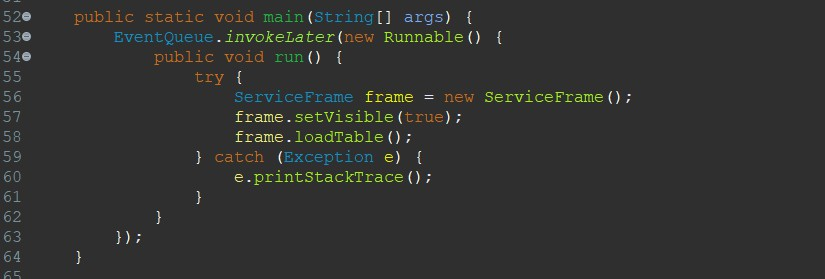 52 public static void main(String[] args) {
53 EventQueue.invokeLater(new Runnable() {
54 public void run() {
55 try {
56 ServiceFrame frame = new ServiceFrame();
57 frame.setVisible(true);
58 frame.loadTable();
59 } catch (Exception e) {
60 e.printStackTrace();
61 }
62 }
63 });
64 }
65